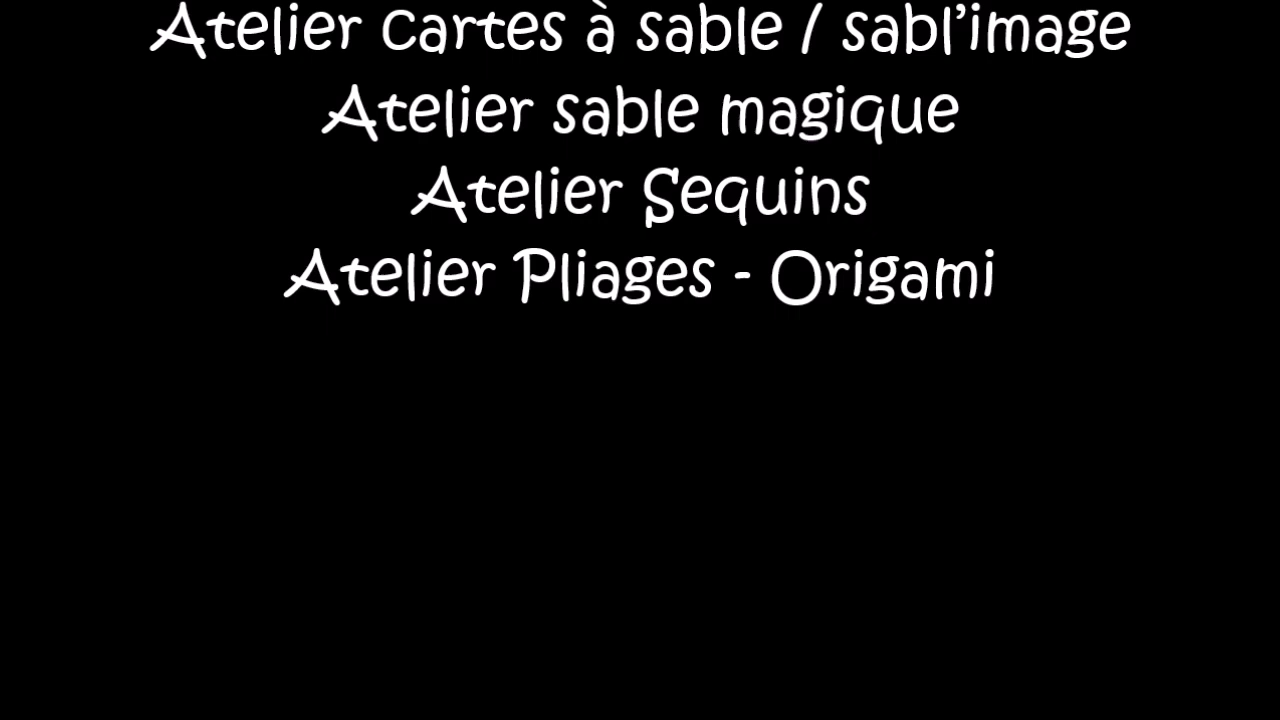 Atelier cartes à sable / sabl’image
Atelier sable magique
Atelier Sequins
Atelier Pliages - Origami